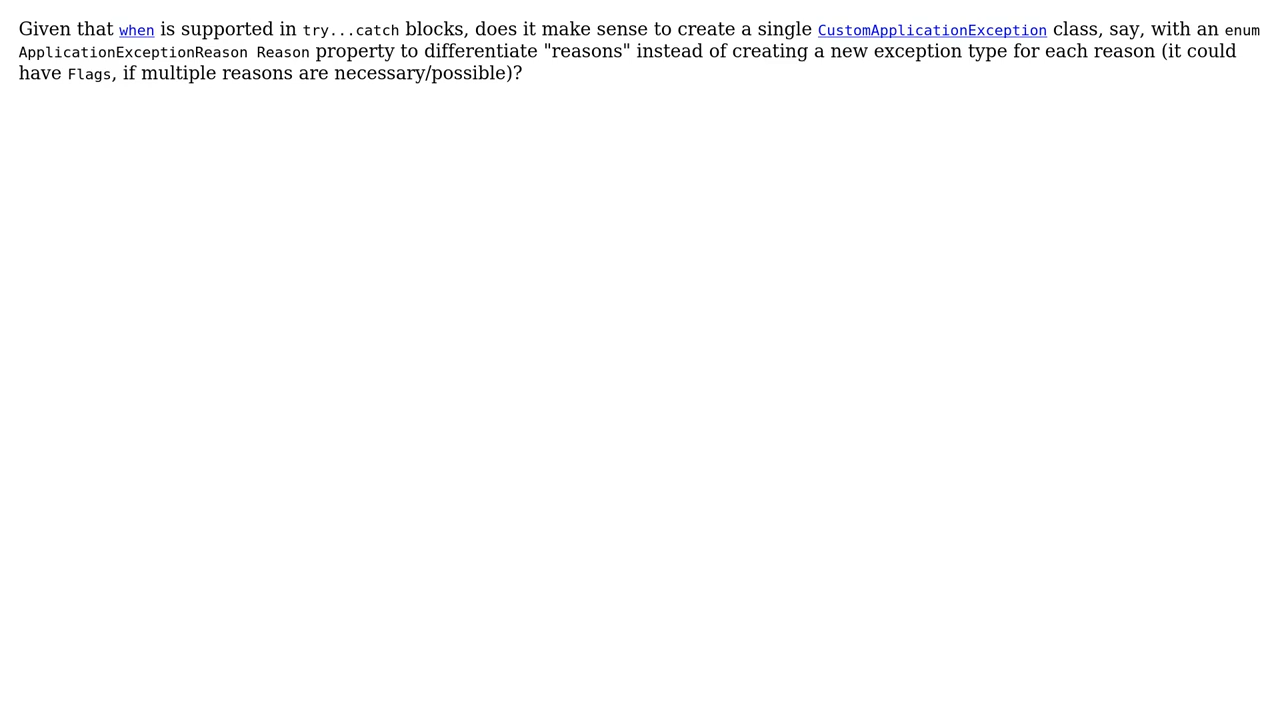 Given that when is supported in try...catch blocks, does it make sense to create a single CustomApplicationException class, say, with an enum
ApplicationExceptionReason Reason property to differentiate "reasons" instead of creating a new exception type for each reason (it could
have Flags, if multiple reasons are necessary/possible)?